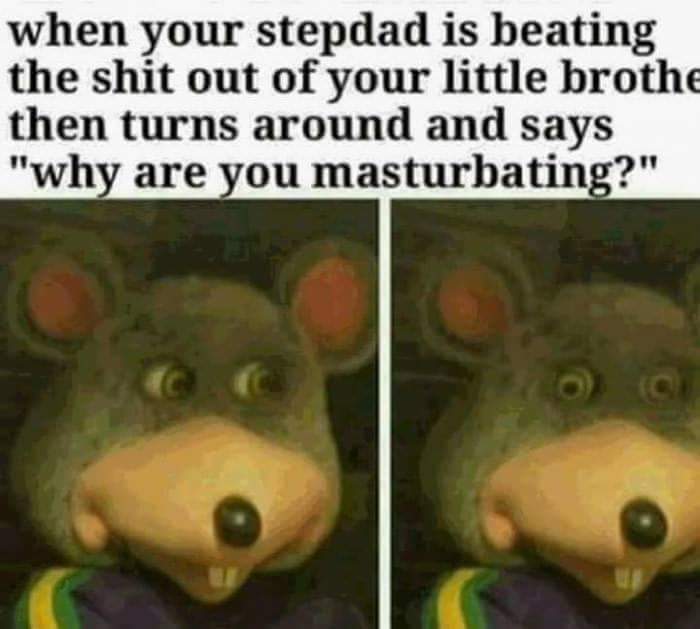 when your stepdad is beating
the shit out of your little brothe
then turns around and says
"why are you masturbating?"